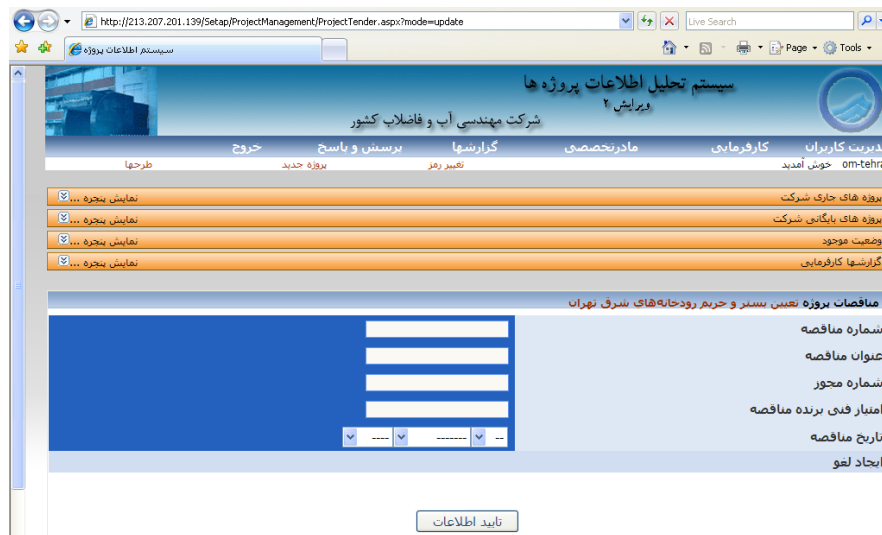 http://213.207.201.139/Setap/ProjectManagement/ProjectTender.aspx?mode=update
Live Search
سیستم اطلاعات پروژه
Page
Tools
سیستم تحلیل اطلاعات پروژه ها
ویرایش ۲
شرکت مهندسی آب و فاضلاب کشور
دیریت کاربران کارفرمایی مادرتخصصی گزارشها پرسش و پاسخ خروج
om-tehra خوش آمدید تغییر رمز پروژه جدید طرحها
پروژه های جاری شرکت نمایش پنجره ...
پروژه های بایگانی شرکت نمایش پنجره ...
وضعیت موجود نمایش پنجره ...
گزارشها کارفرمایی نمایش پنجره ...
مناقصات پروژه تعیین بستر و حریم رودخانه‌های شرق تهران
شماره مناقصه
عنوان مناقصه
شماره مجوز
امتیاز فنی برنده مناقصه
تاریخ مناقصه -- ------- ----
ایجاد لغو
تایید اطلاعات